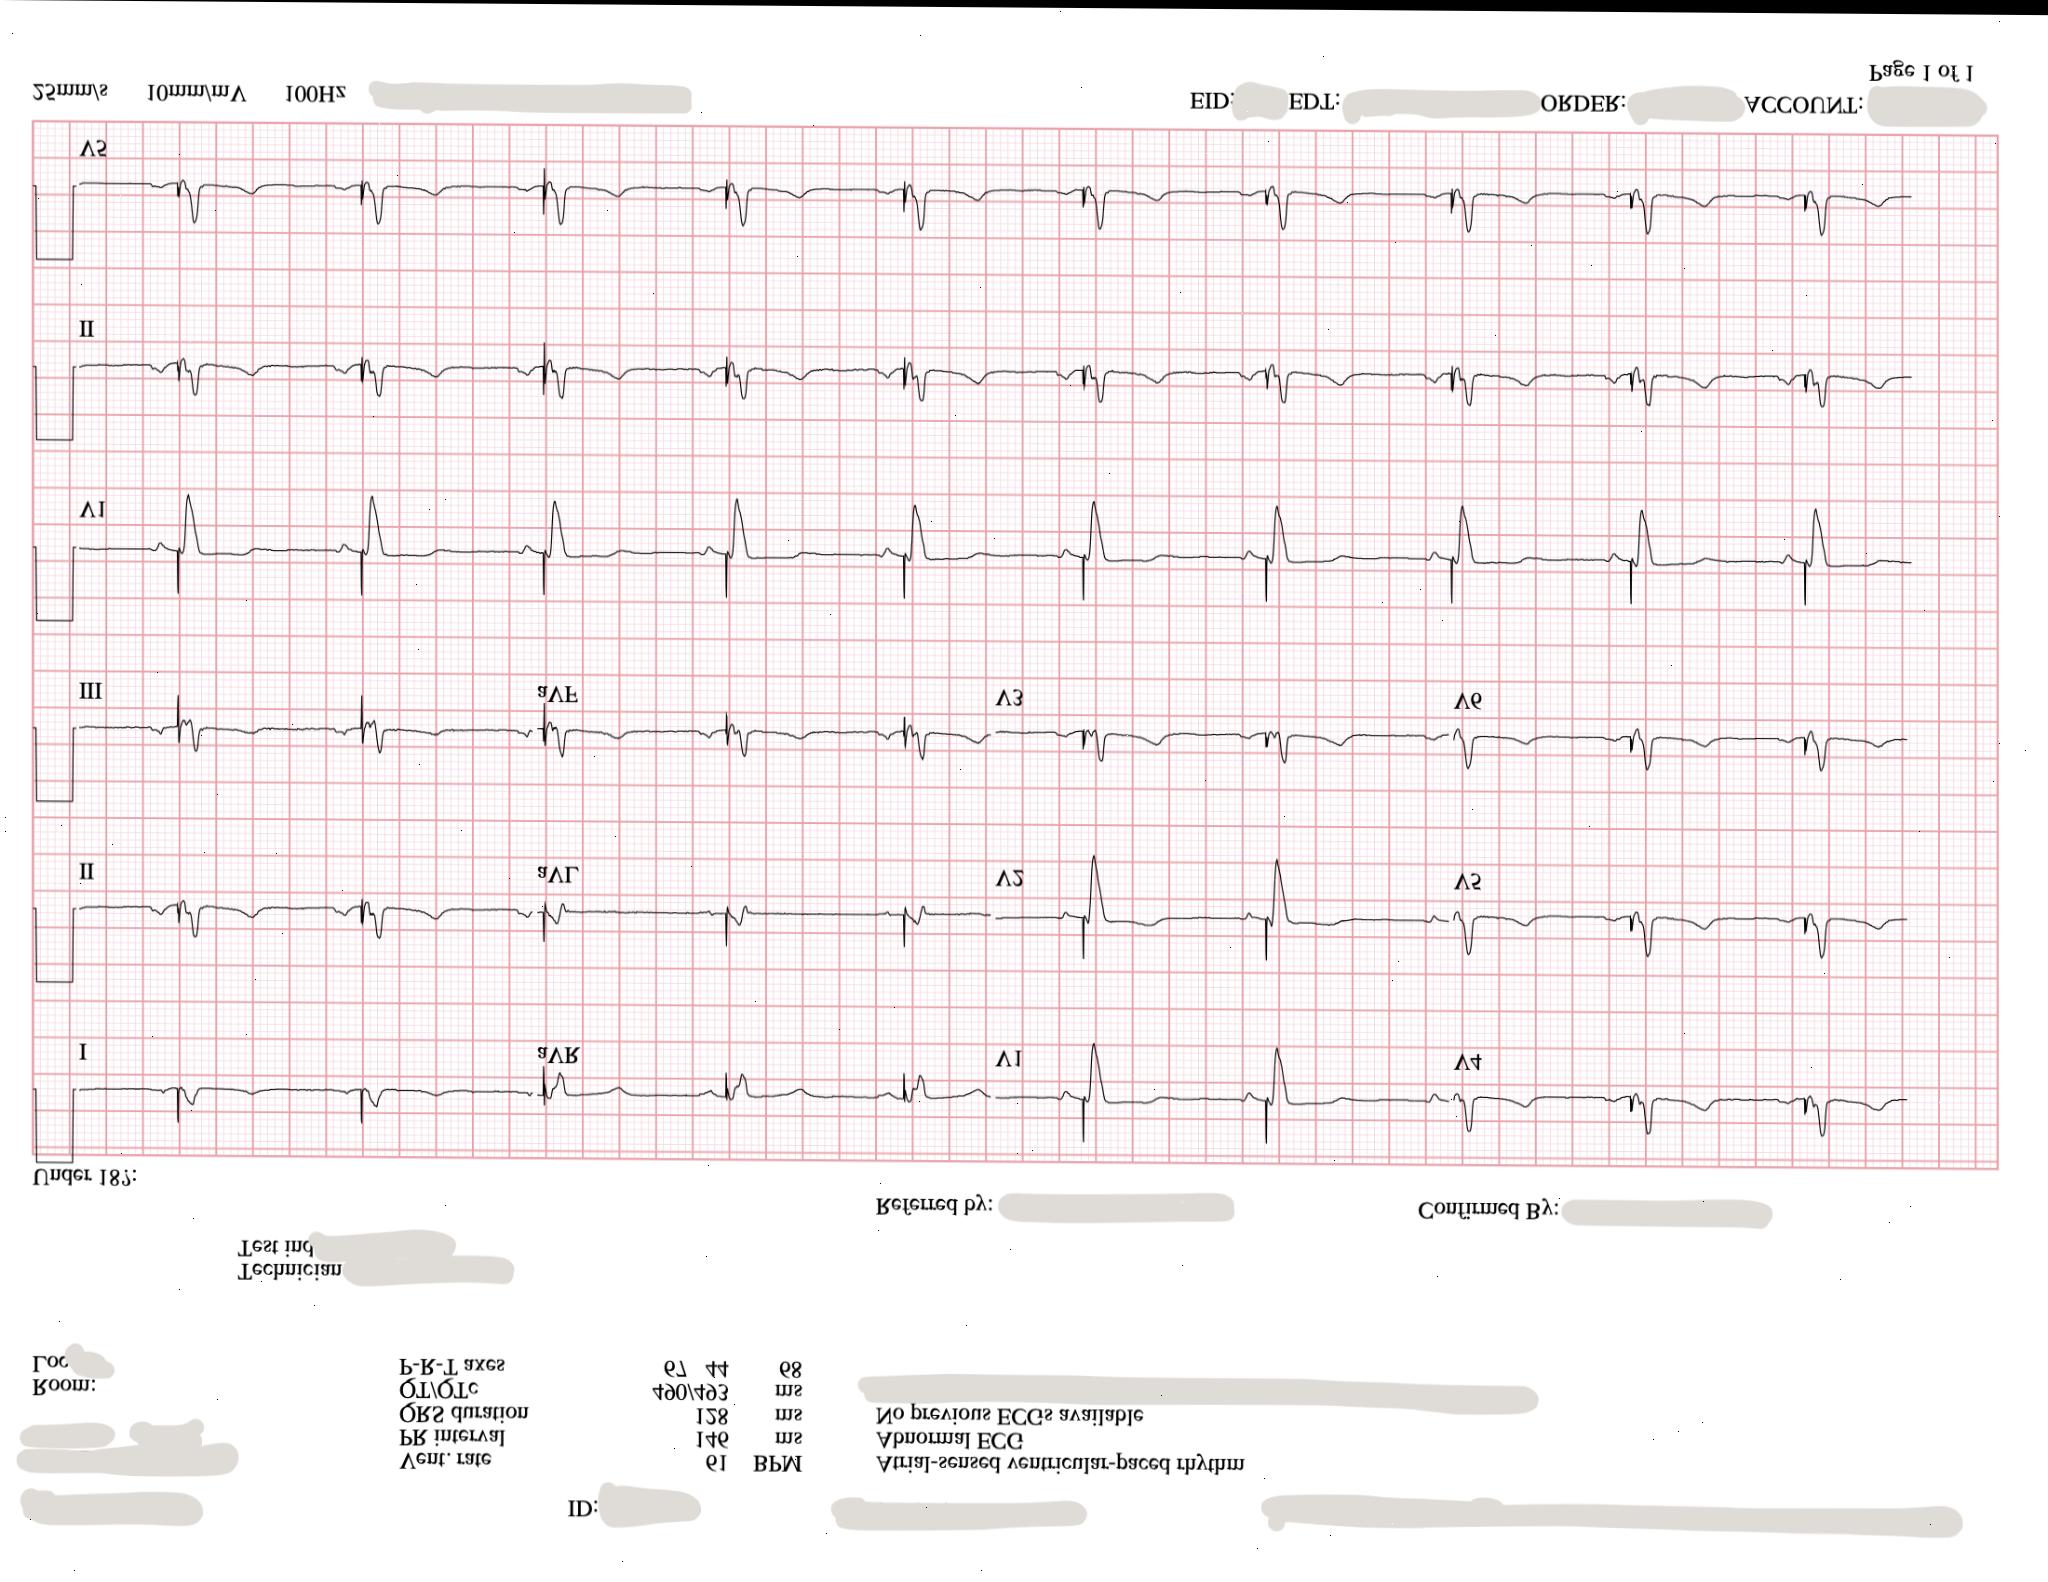 ID:
Vent. rate 61 BPM Atrial-sensed ventricular-paced rhythm
PR interval 146 ms Abnormal ECG
QRS duration 128 ms No previous ECGs available
QT/QTc 490/493 ms
P-R-T axes 67 44 68
Room:
Loc
Technician
Test ind
Referred by: Confirmed By:
Under 18?:
I aVR V1 V4
II aVL V2 V5
III aVF V3 V6
V1
II
V5
25mm/s 10mm/mV 100Hz EID: EDT: ORDER: ACCOUNT:
Page 1 of 1